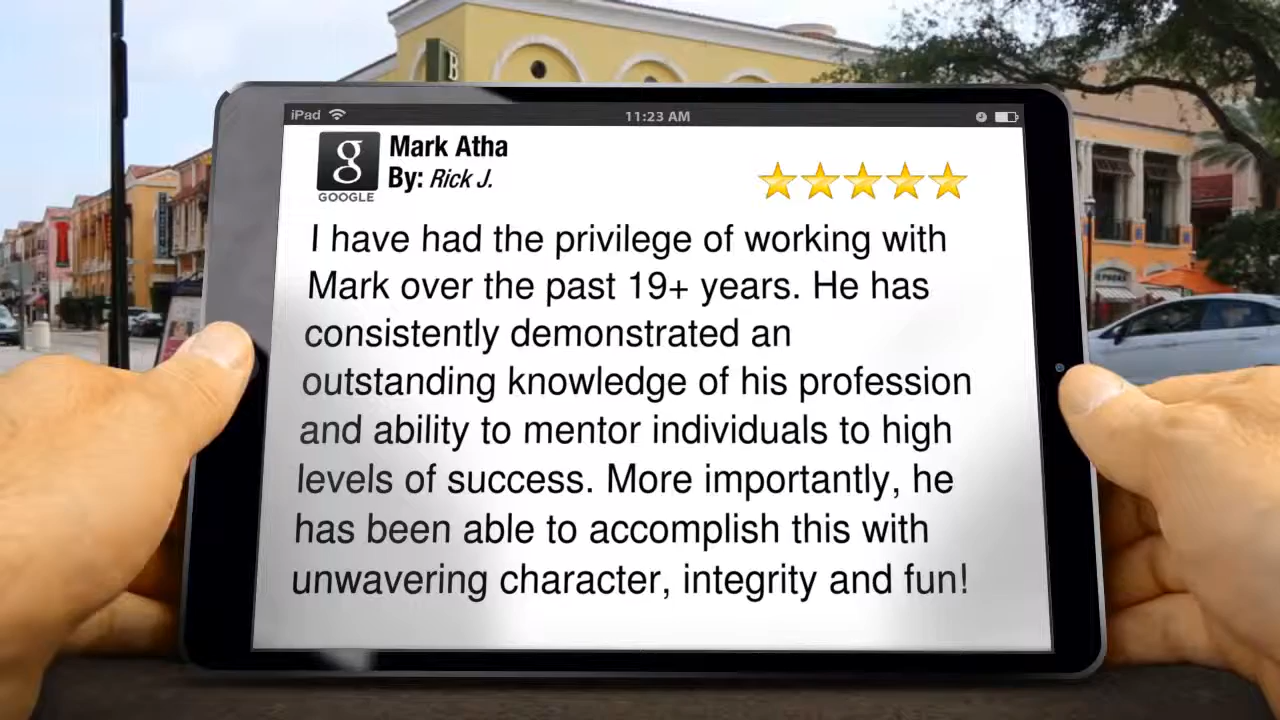 iPad 11:23 AM
g
GOOGLE
Mark Atha
By: Rick J.
I have had the privilege of working with
Mark over the past 19+ years. He has
consistently demonstrated an
outstanding knowledge of his profession
and ability to mentor individuals to high
levels of success. More importantly, he
has been able to accomplish this with
unwavering character, integrity and fun!
B